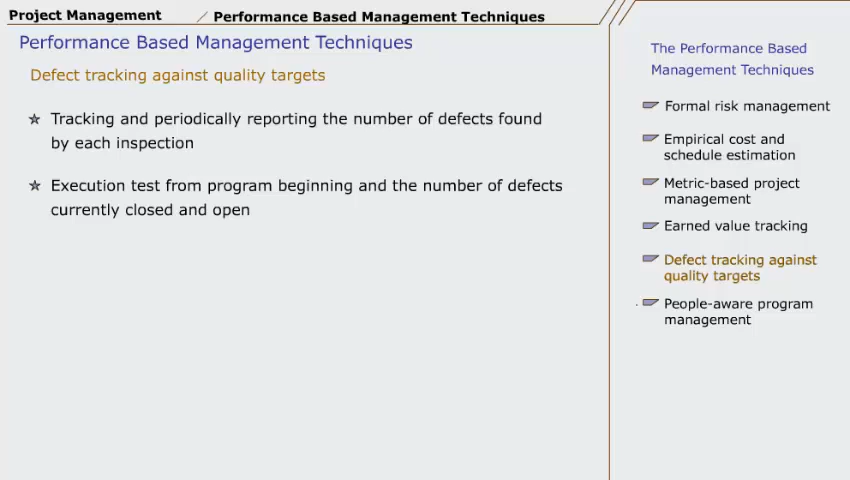 Project Management / Performance Based Management Techniques
Performance Based Management Techniques
Defect tracking against quality targets
Tracking and periodically reporting the number of defects found
by each inspection
Execution test from program beginning and the number of defects
currently closed and open
The Performance Based
Management Techniques
Formal risk management
Empirical cost and
schedule estimation
Metric-based project
management
Earned value tracking
Defect tracking against
quality targets
People-aware program
management